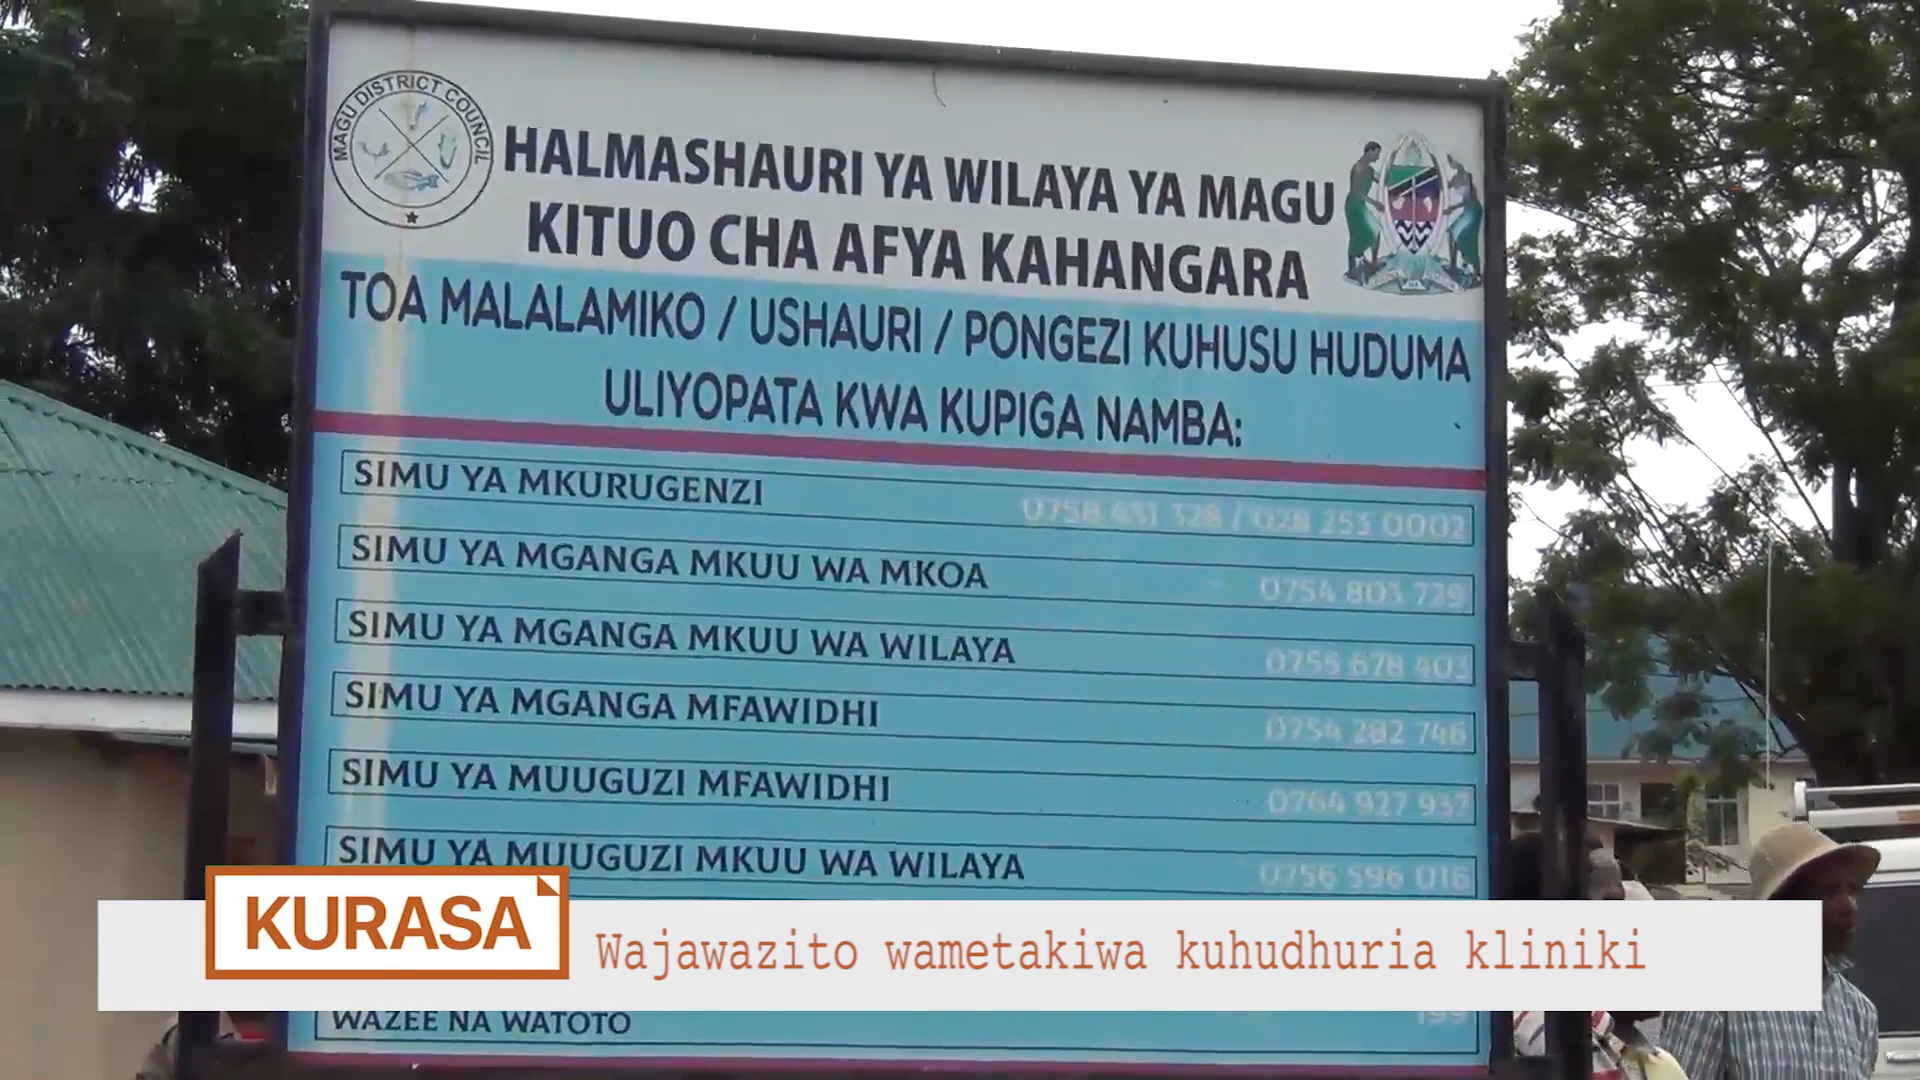 MAGU DISTRICT COUNCIL
HALMASHAURI YA WILAYA YA MAGU
KITUO CHA AFYA KAHANGARA
TOA MALALAMIKO / USHAURI / PONGEZI KUHUSU HUDUMA
ULIYOPATA KWA KUPIGA NAMBA:
SIMU YA MKURUGENZI 0758 431 328 / 028 253 0002
SIMU YA MGANGA MKUU WA MKOA 0754 803 729
SIMU YA MGANGA MKUU WA WILAYA 0755 678 403
SIMU YA MGANGA MFAWIDHI 0754 282 746
SIMU YA MUUGUZI MFAWIDHI 0764 927 937
SIMU YA MUUGUZI MKUU WA WILAYA 0756 596 016
KURASA
Wajawazito wametakiwa kuhudhuria kliniki
WAZEE NA WATOTO 199